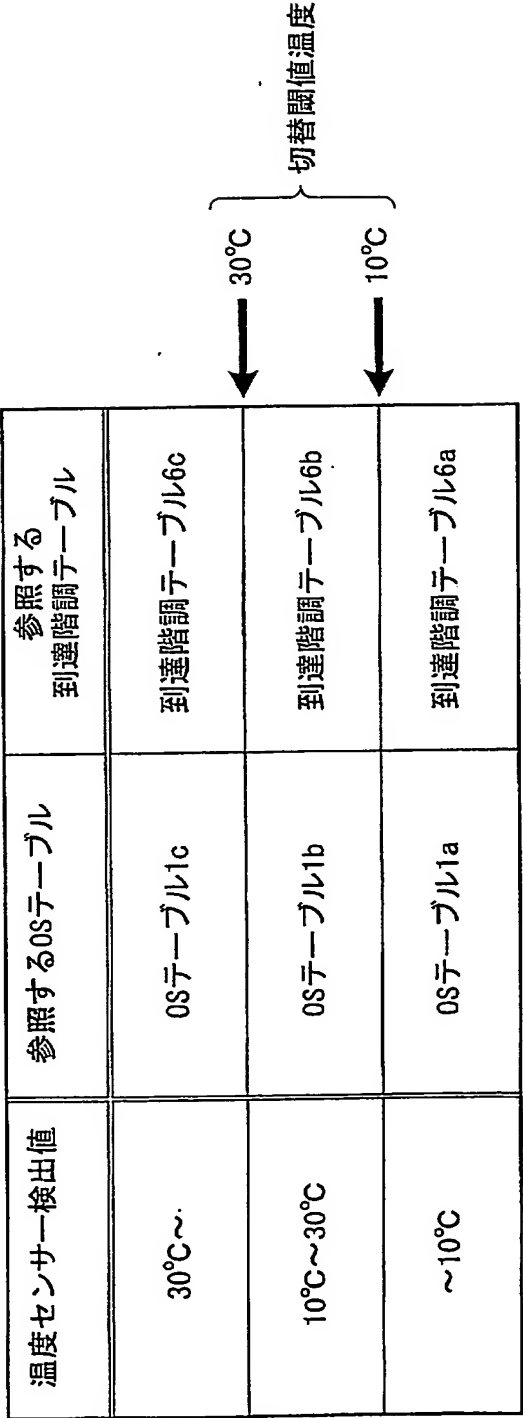 温度センサー検出値
参照するOSテーブル
参照する
到達階調テーブル
30℃～
OSテーブル1c
到達階調テーブル6c
10℃～30℃
OSテーブル1b
到達階調テーブル6b
～10℃
OSテーブル1a
到達階調テーブル6a
30℃
10℃
切替閾値温度